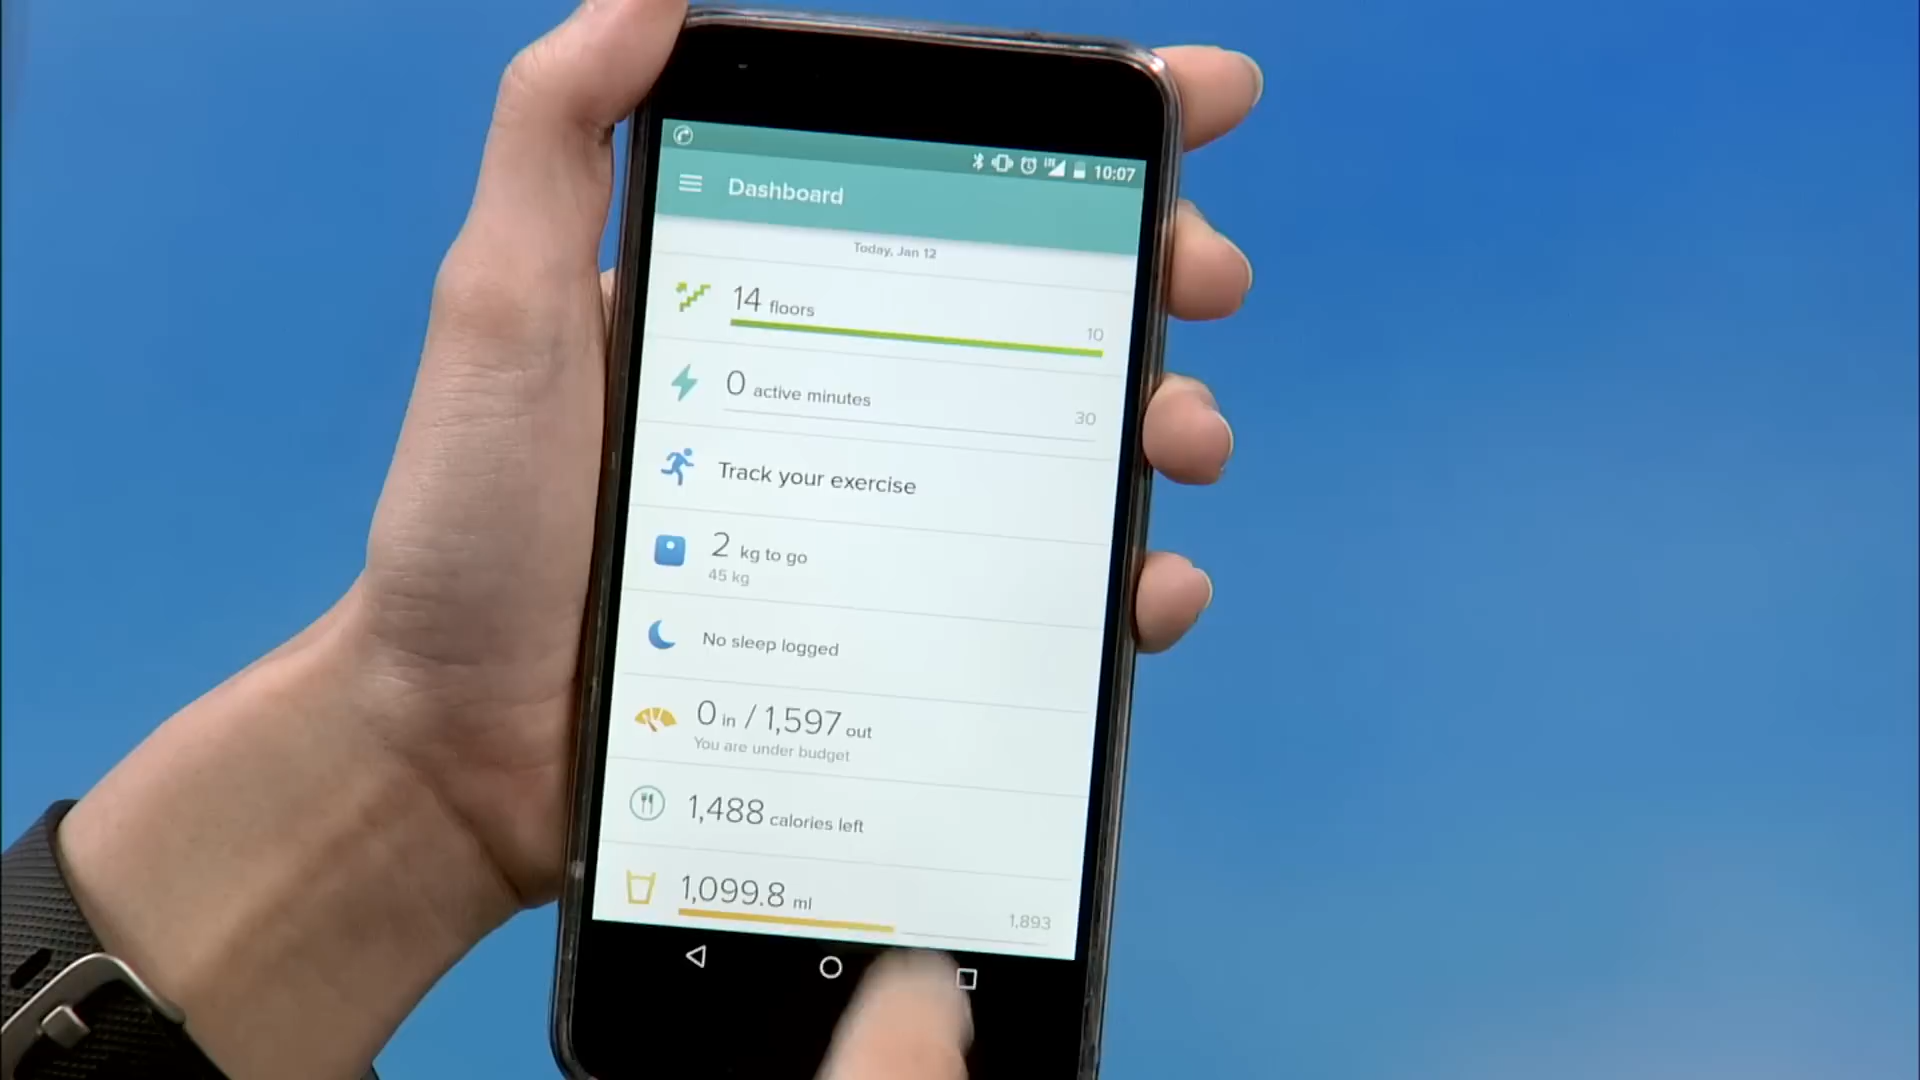 LTE 10:07
Dashboard
Today, Jan 12
14 floors
10
0 active minutes
30
Track your exercise
2 kg to go
45 kg
No sleep logged
0 in / 1,597 out
You are under budget
1,488 calories left
1,099.8 ml
1,893